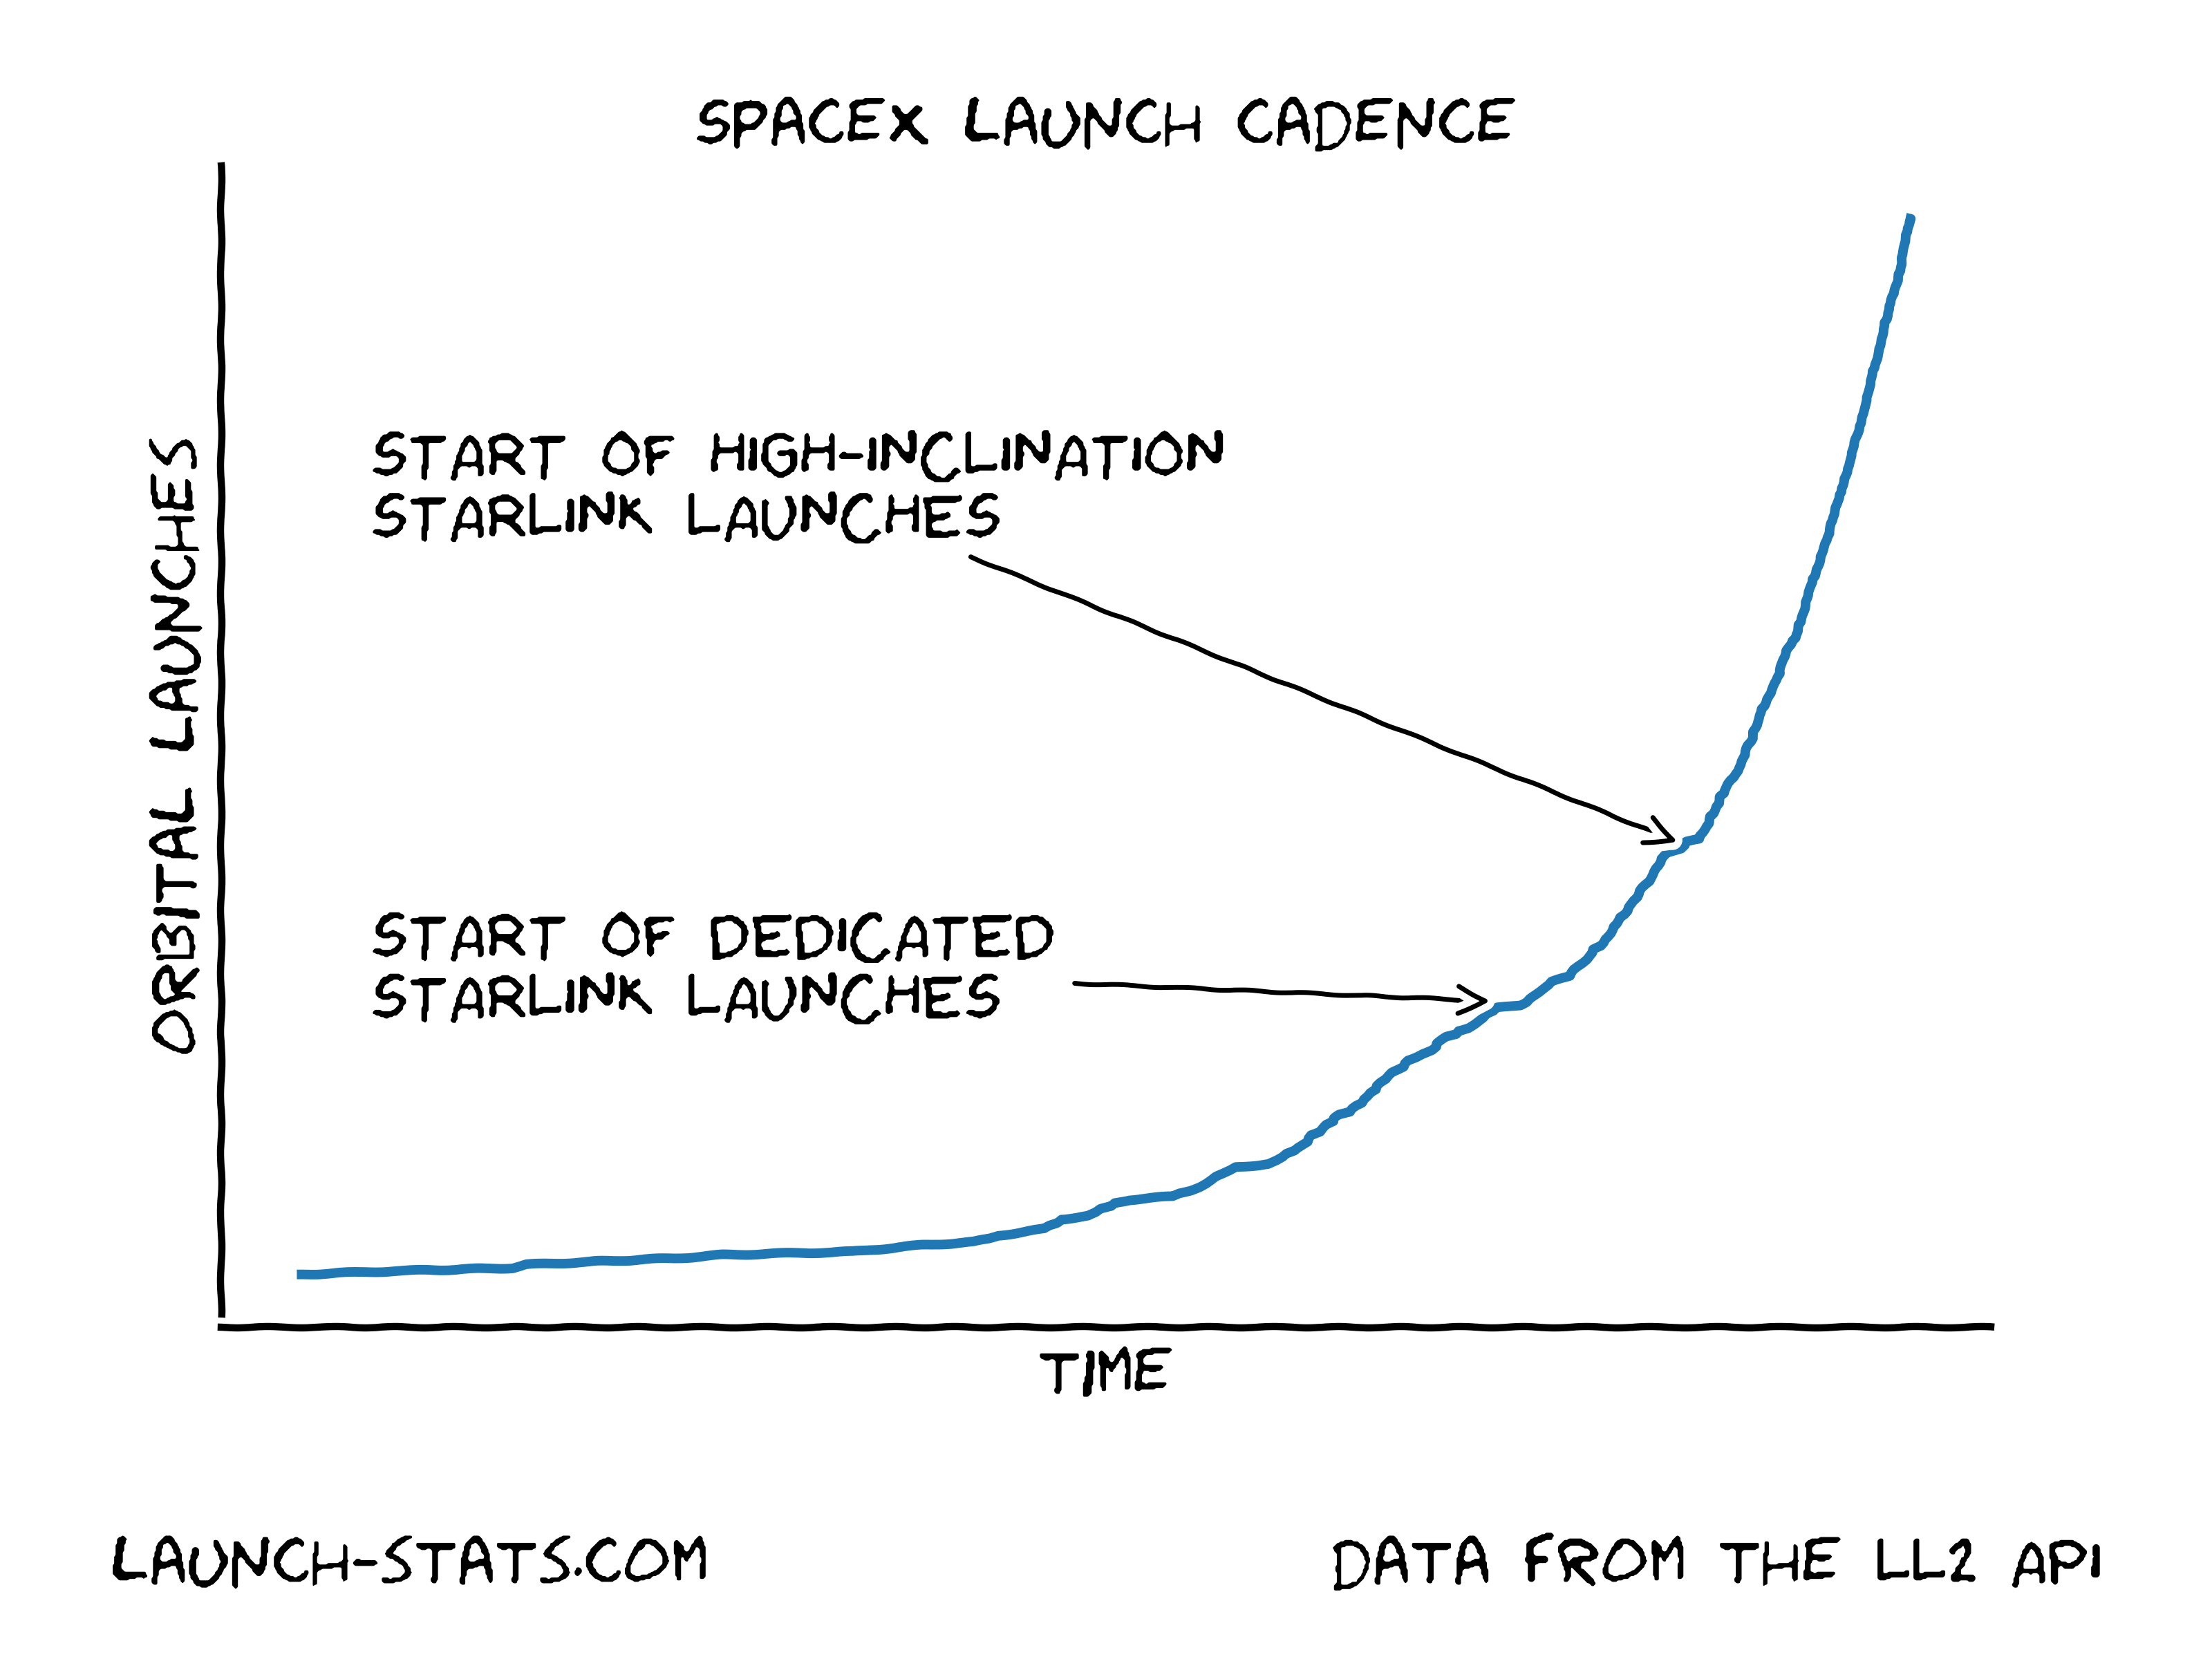 SPACEX LAUNCH CADENCE
START OF HIGH-INCLINATION
STARLINK LAUNCHES
ORBITAL LAUNCHES
START OF DEDICATED
STARLINK LAUNCHES
TIME
LAUNCH-STATS.COM
DATA FROM THE LL2 API